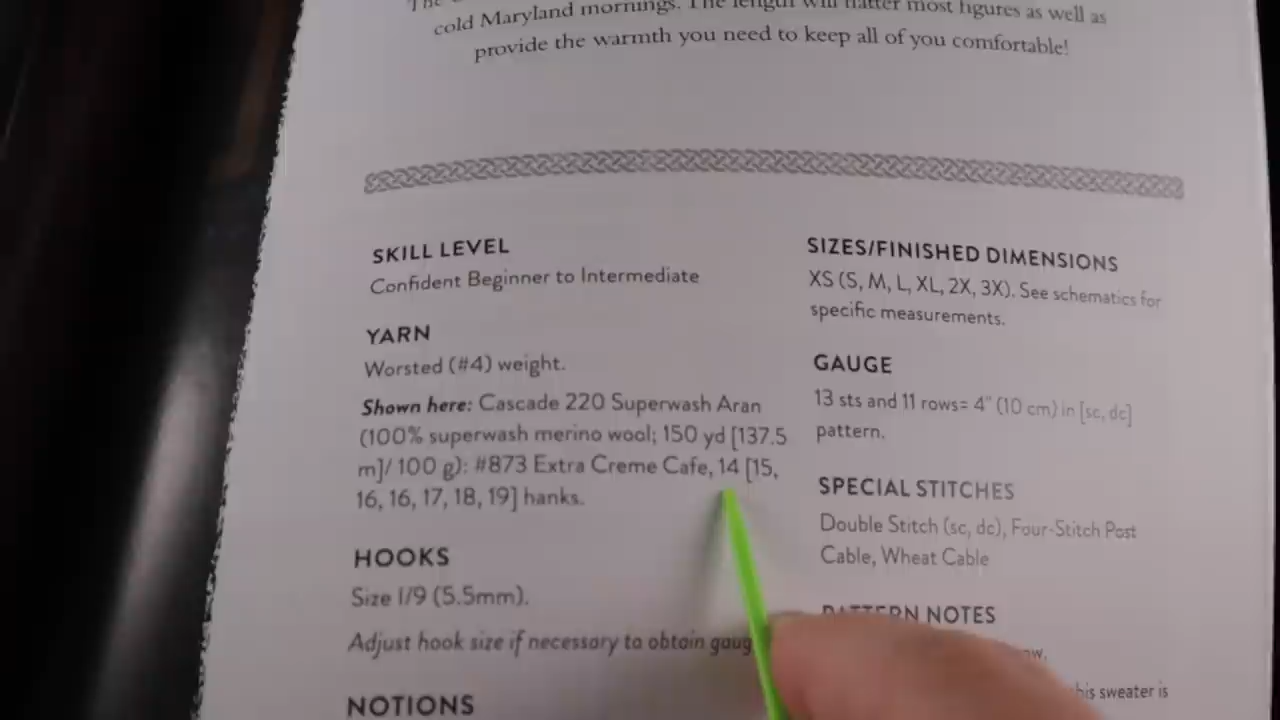 cold Maryland mornings. The length will flatter most figures as well as
provide the warmth you need to keep all of you comfortable!
SKILL LEVEL
Confident Beginner to Intermediate
YARN
Worsted (#4) weight.
Shown here: Cascade 220 Superwash Aran
(100% superwash merino wool; 150 yd [137.5
m]/ 100 g): #873 Extra Creme Cafe, 14 [15,
16, 16, 17, 18, 19] hanks.
HOOKS
Size I/9 (5.5mm).
Adjust hook size if necessary to obtain gaug
NOTIONS
SIZES/FINISHED DIMENSIONS
XS (S, M, L, XL, 2X, 3X). See schematics for
specific measurements.
GAUGE
13 sts and 11 rows= 4" (10 cm) in [sc, dc]
pattern.
SPECIAL STITCHES
Double Stitch (sc, dc), Four-Stitch Post
Cable, Wheat Cable
PATTERN NOTES
ow.
his sweater is